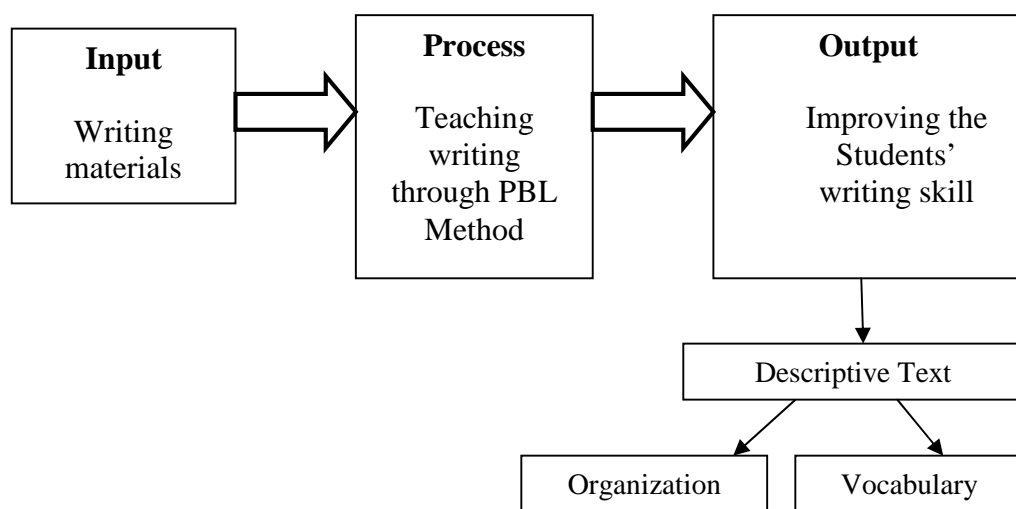 Input
Writing
materials
Process
Teaching
writing
through PBL
Method
Output
Improving the
Students’
writing skill
Descriptive Text
Organization
Vocabulary